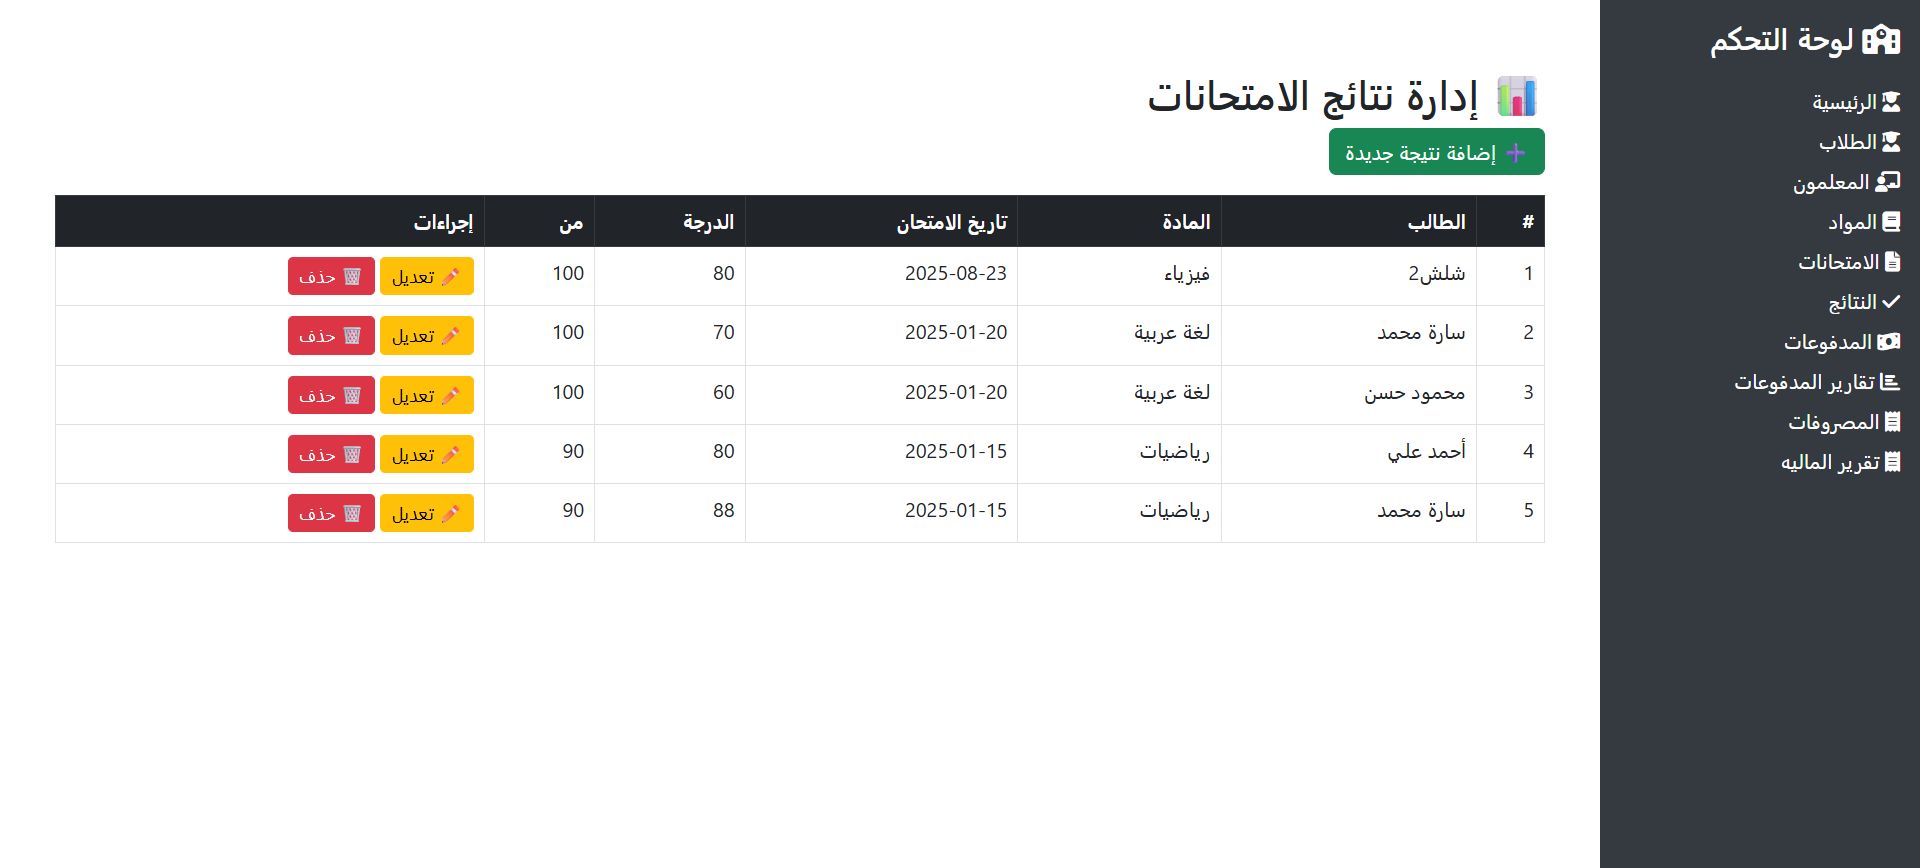 لوحة التحكم
الرئيسية
الطلاب
المعلمون
المواد
الامتحانات
النتائج
المدفوعات
تقارير المدفوعات
المصروفات
تقرير الماليه
إدارة نتائج الامتحانات
إضافة نتيجة جديدة
# الطالب المادة تاريخ الامتحان الدرجة من إجراءات
1 شلش2 فيزياء 2025-08-23 80 100 تعديل حذف
2 سارة محمد لغة عربية 2025-01-20 70 100 تعديل حذف
3 محمود حسن لغة عربية 2025-01-20 60 100 تعديل حذف
4 أحمد علي رياضيات 2025-01-15 80 90 تعديل حذف
5 سارة محمد رياضيات 2025-01-15 88 90 تعديل حذف